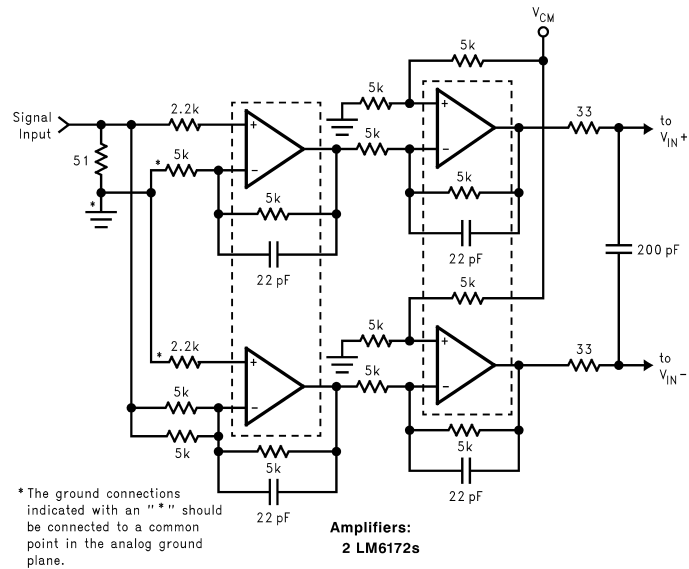 V_CM
5k
5k
33
to
V_IN+
2.2k
Signal
Input
51
*
5k
+
−
5k
+
−
*
5k
5k
22 pF
22 pF
200 pF
5k
5k
33
to
V_IN−
*
2.2k
+
−
5k
+
−
5k
5k
5k
5k
22 pF
22 pF
* The ground connections
indicated with an "*" should
be connected to a common
point in the analog ground
plane.
Amplifiers:
2 LM6172s